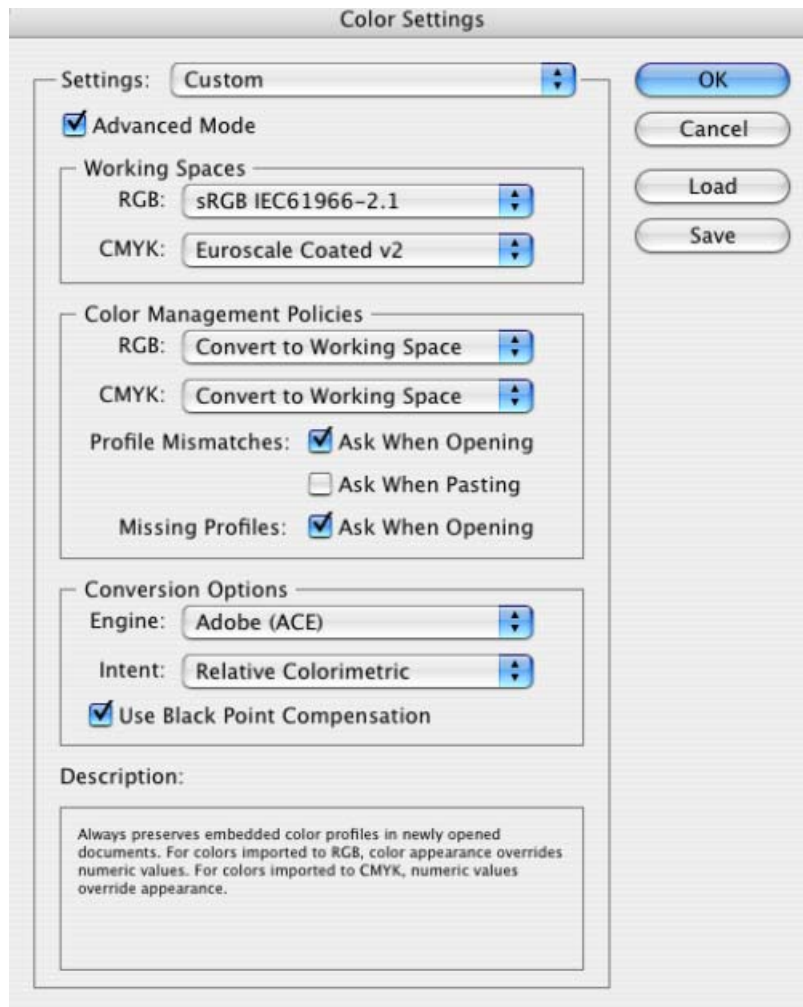 Color Settings
Settings: Custom
OK
Advanced Mode
Cancel
Working Spaces
RGB: sRGB IEC61966-2.1
Load
CMYK: Euroscale Coated v2
Save
Color Management Policies
RGB: Convert to Working Space
CMYK: Convert to Working Space
Profile Mismatches: Ask When Opening
Ask When Pasting
Missing Profiles: Ask When Opening
Conversion Options
Engine: Adobe (ACE)
Intent: Relative Colorimetric
Use Black Point Compensation
Description:
Always preserves embedded color profiles in newly opened
documents. For colors imported to RGB, color appearance overrides
numeric values. For colors imported to CMYK, numeric values
override appearance.